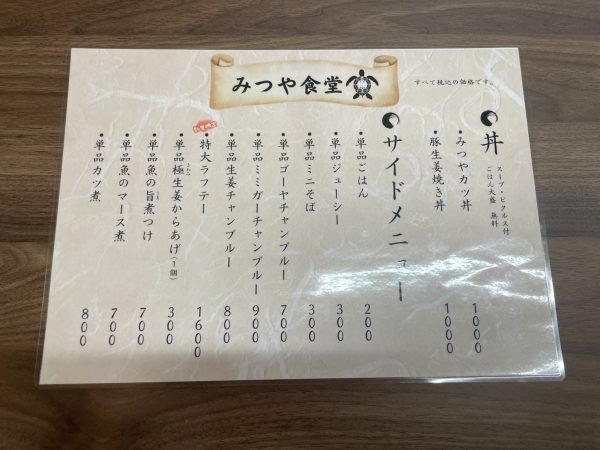 みつや食堂
すべて税込の価格です。
丼
スープ・ピクルス付
ごはん大盛 無料
・みつやカツ丼 1000
・豚生姜焼き丼 1000
サイドメニュー
・単品ごはん 200
・単品ジューシー 300
・単品ミニそば 300
・単品ゴーヤチャンプルー 700
・単品ミミガーチャンプルー 900
・単品生姜チャンプルー 800
・特大ラフテー 1600
・単品極生姜からあげ(1個) 300
・単品魚の旨煮つけ 700
・単品魚のマース煮 700
・単品カツ煮 800